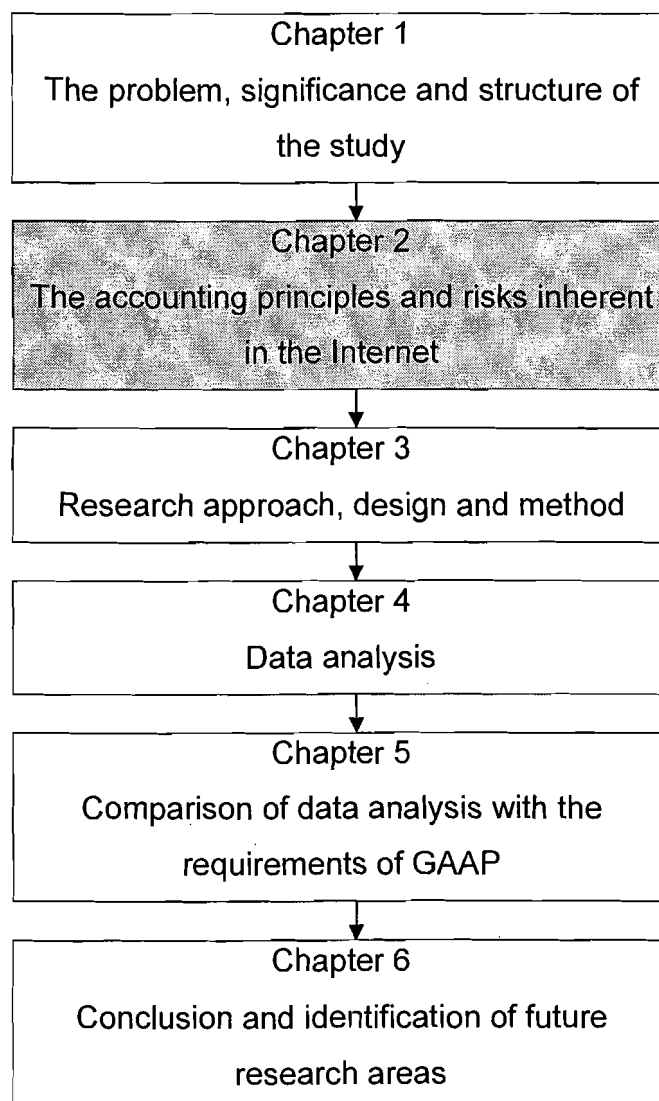 Chapter 1
The problem, significance and structure of
the study
Chapter 2
The accounting principles and risks inherent
in the Internet
Chapter 3
Research approach, design and method
Chapter 4
Data analysis
Chapter 5
Comparison of data analysis with the
requirements of GAAP
Chapter 6
Conclusion and identification of future
research areas